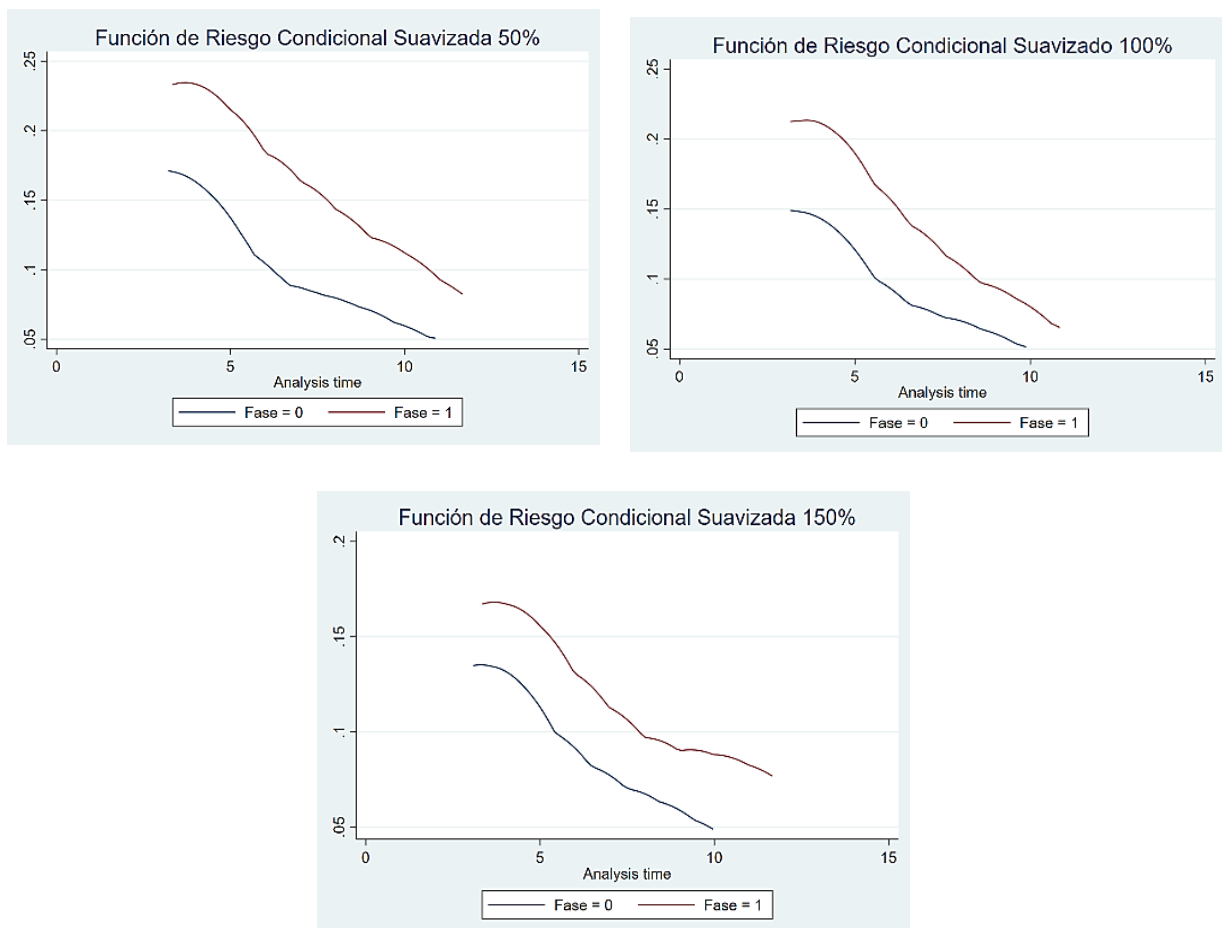 Función de Riesgo Condicional Suavizada 50%
.25
.2
.15
.1
.05
0 5 10 15
Analysis time
Fase = 0 Fase = 1
Función de Riesgo Condicional Suavizado 100%
.25
.2
.15
.1
.05
0 5 10 15
Analysis time
Fase = 0 Fase = 1
Función de Riesgo Condicional Suavizada 150%
.2
.15
.1
.05
0 5 10 15
Analysis time
Fase = 0 Fase = 1